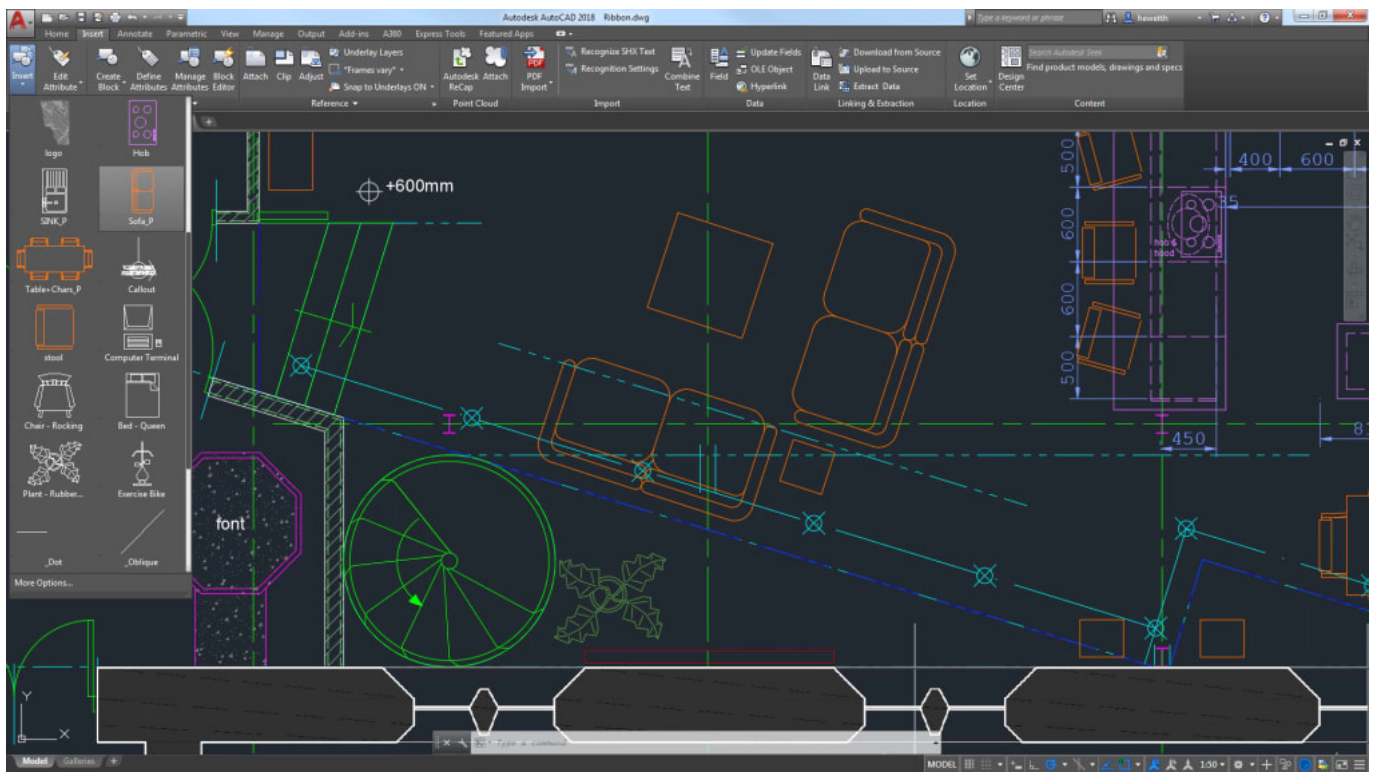 Autodesk AutoCAD 2018 Ribbon.dwg
Type a keyword or phrase
hewetth
Home Insert Annotate Parametric View Manage Output Add-ins A360 Express Tools Featured Apps
Insert
Edit Attribute
Create Block
Define Attributes
Manage Attributes
Block Editor
Attach
Clip
Adjust
Underlay Layers
*Frames vary*
Snap to Underlays ON
Autodesk ReCap
Attach
PDF Import
Recognize SHX Text
Recognition Settings
Combine Text
Field
Update Fields
OLE Object
Hyperlink
Data Link
Download from Source
Upload to Source
Extract Data
Set Location
Design Center
Search Autodesk Seek
Find product models, drawings and specs
Reference
Point Cloud
Import
Data
Linking & Extraction
Location
Content
logo
Hob
SINK_P
Sofa_P
Table+Chars_P
Callout
stool
Computer Terminal
Chair - Rocking
Bed - Queen
Plant - Rubber...
Exercise Bike
_Dot
_Oblique
More Options...
+600mm
500
600
600
500
400
600
35
hob &
hood
450
8
font
Y
X
Type a command
Model Galleries +
MODEL
1:50